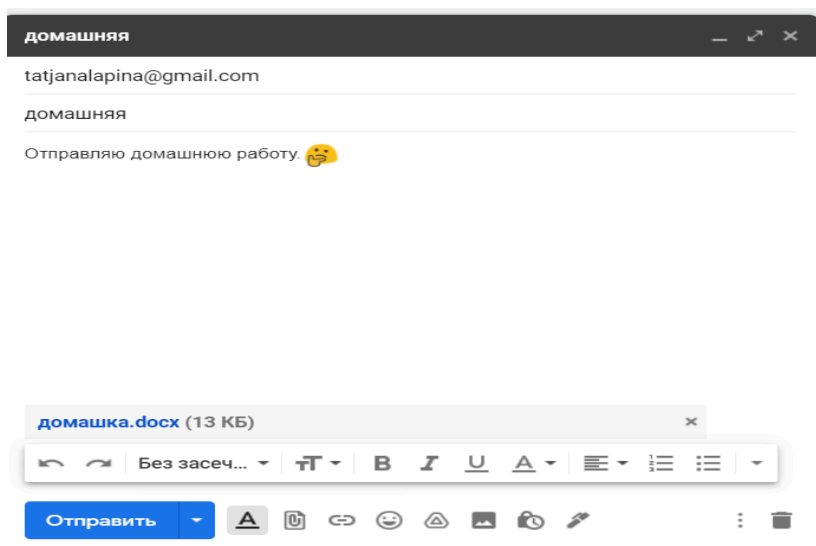 домашняя
tatjanalapina@gmail.com
домашняя
Отправляю домашнюю работу.
домашка.docx (13 КБ)
Без засеч...
Отправить